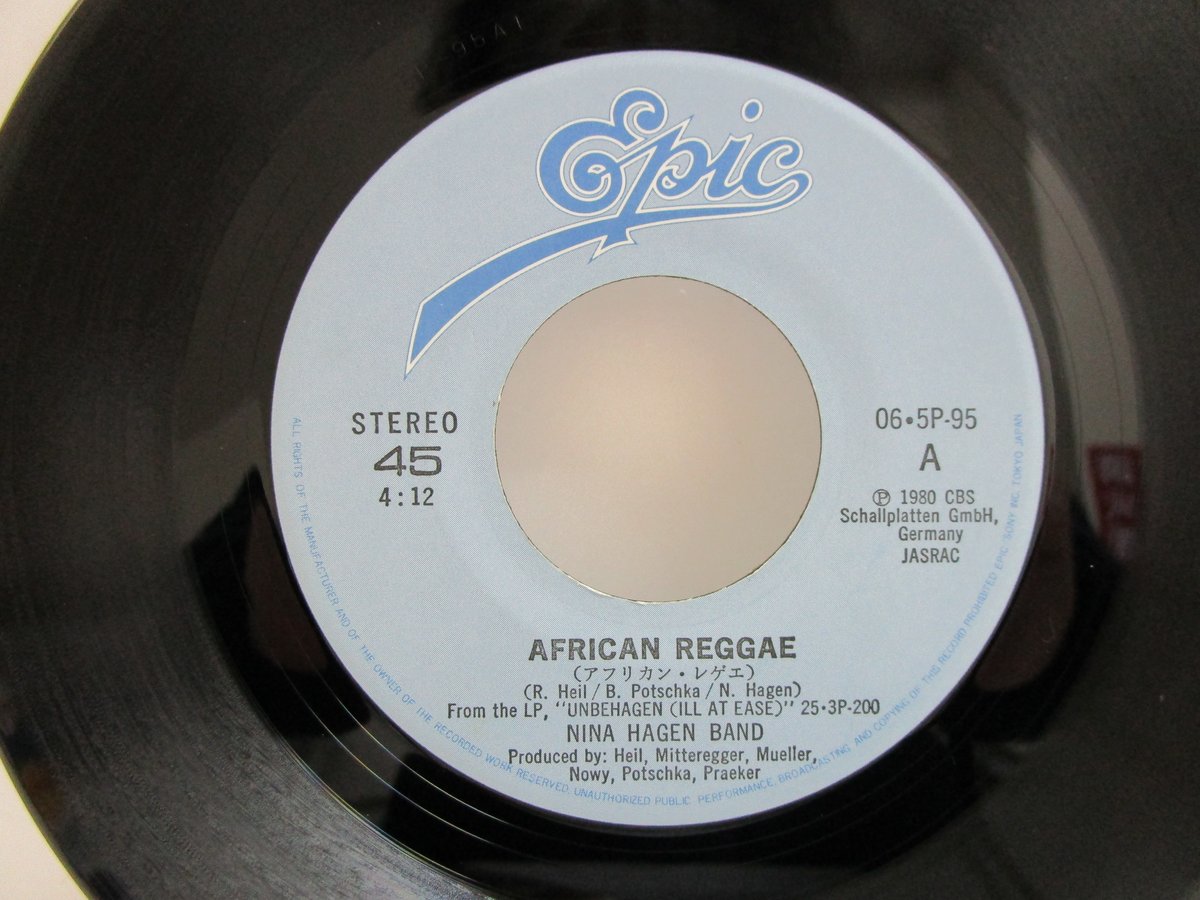 95A1
Epic
STEREO
45
4:12
06・5P-95
A
Ⓟ 1980 CBS
Schallplatten GmbH,
Germany
JASRAC
AFRICAN REGGAE
(アフリカン・レゲエ)
(R. Heil / B. Potschka / N. Hagen)
From the LP, "UNBEHAGEN (ILL AT EASE)" 25・3P-200
NINA HAGEN BAND
Produced by: Heil, Mitteregger, Mueller,
Nowy, Potschka, Praeker
ALL RIGHTS OF THE MANUFACTURER AND OF THE OWNER OF THE RECORDED WORK RESERVED. UNAUTHORIZED PUBLIC PERFORMANCE, BROADCASTING AND COPYING OF THIS RECORD PROHIBITED EPIC/SONY INC. TOKYO JAPAN